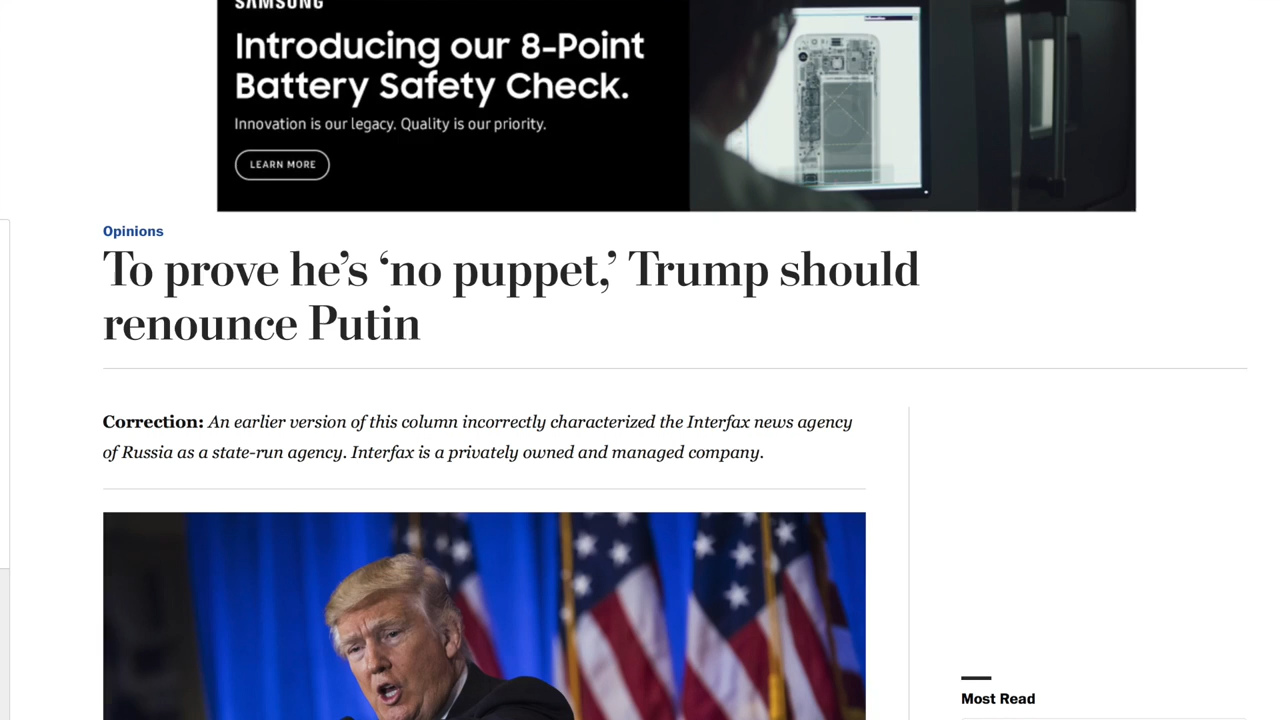 SAMSUNG
Introducing our 8-Point
Battery Safety Check.
Innovation is our legacy. Quality is our priority.
LEARN MORE
Opinions
To prove he’s ‘no puppet,’ Trump should
renounce Putin
Correction: An earlier version of this column incorrectly characterized the Interfax news agency
of Russia as a state-run agency. Interfax is a privately owned and managed company.
Most Read